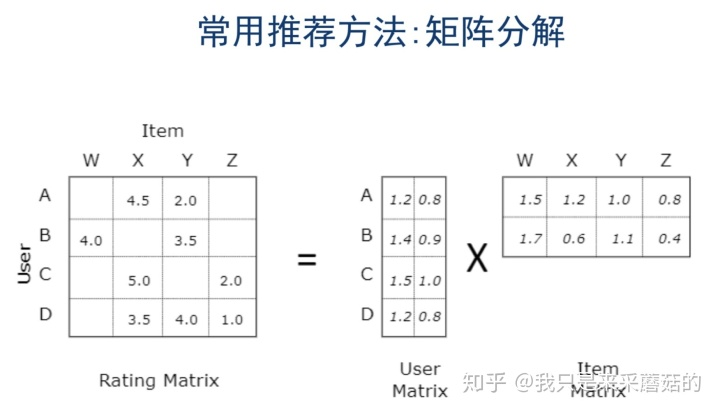 常用推荐方法:矩阵分解
Item
W X Y Z
W X Y Z
A 4.5 2.0
A 1.2 0.8
1.5 1.2 1.0 0.8
B 4.0 3.5
B 1.4 0.9
1.7 0.6 1.1 0.4
User
=
X
C 5.0 2.0
C 1.5 1.0
D 3.5 4.0 1.0
D 1.2 0.8
Rating Matrix
User
Matrix
Item
Matrix
知乎 @我只是来采蘑菇的